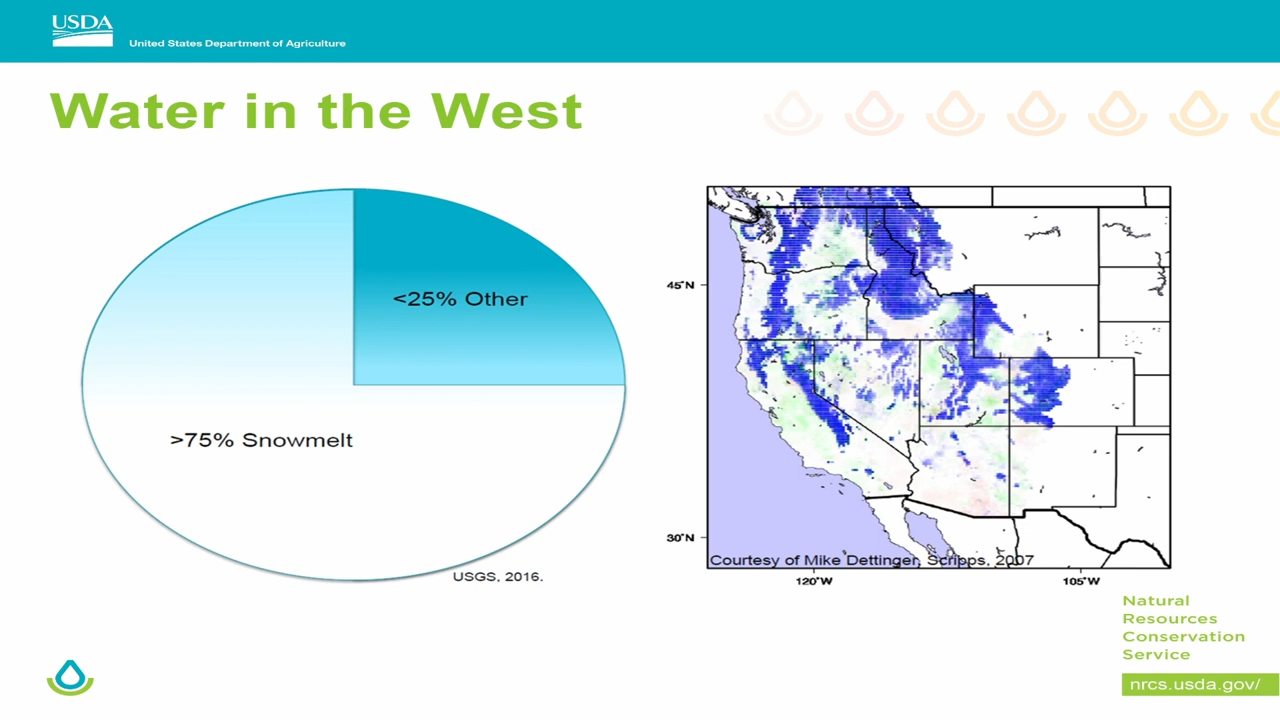 USDA
United States Department of Agriculture
Water in the West
<25% Other
>75% Snowmelt
USGS, 2016.
45°N
30°N
Courtesy of Mike Dettinger, Scripps, 2007
120°W
105°W
Natural
Resources
Conservation
Service
nrcs.usda.gov/